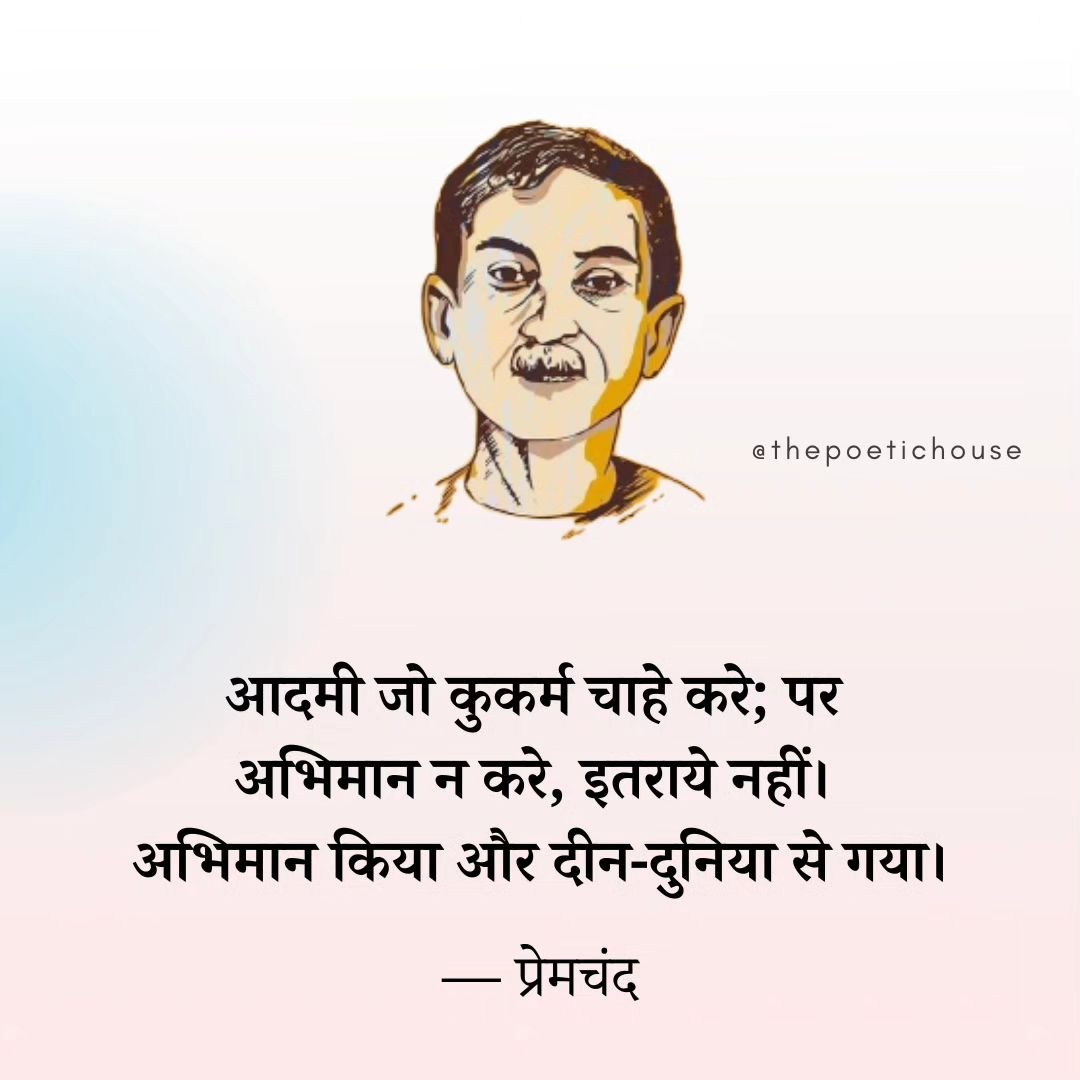 @thepoetichouse
आदमी जो कुकर्म चाहे करे; पर
अभिमान न करे, इतराये नहीं।
अभिमान किया और दीन-दुनिया से गया।
— प्रेमचंद